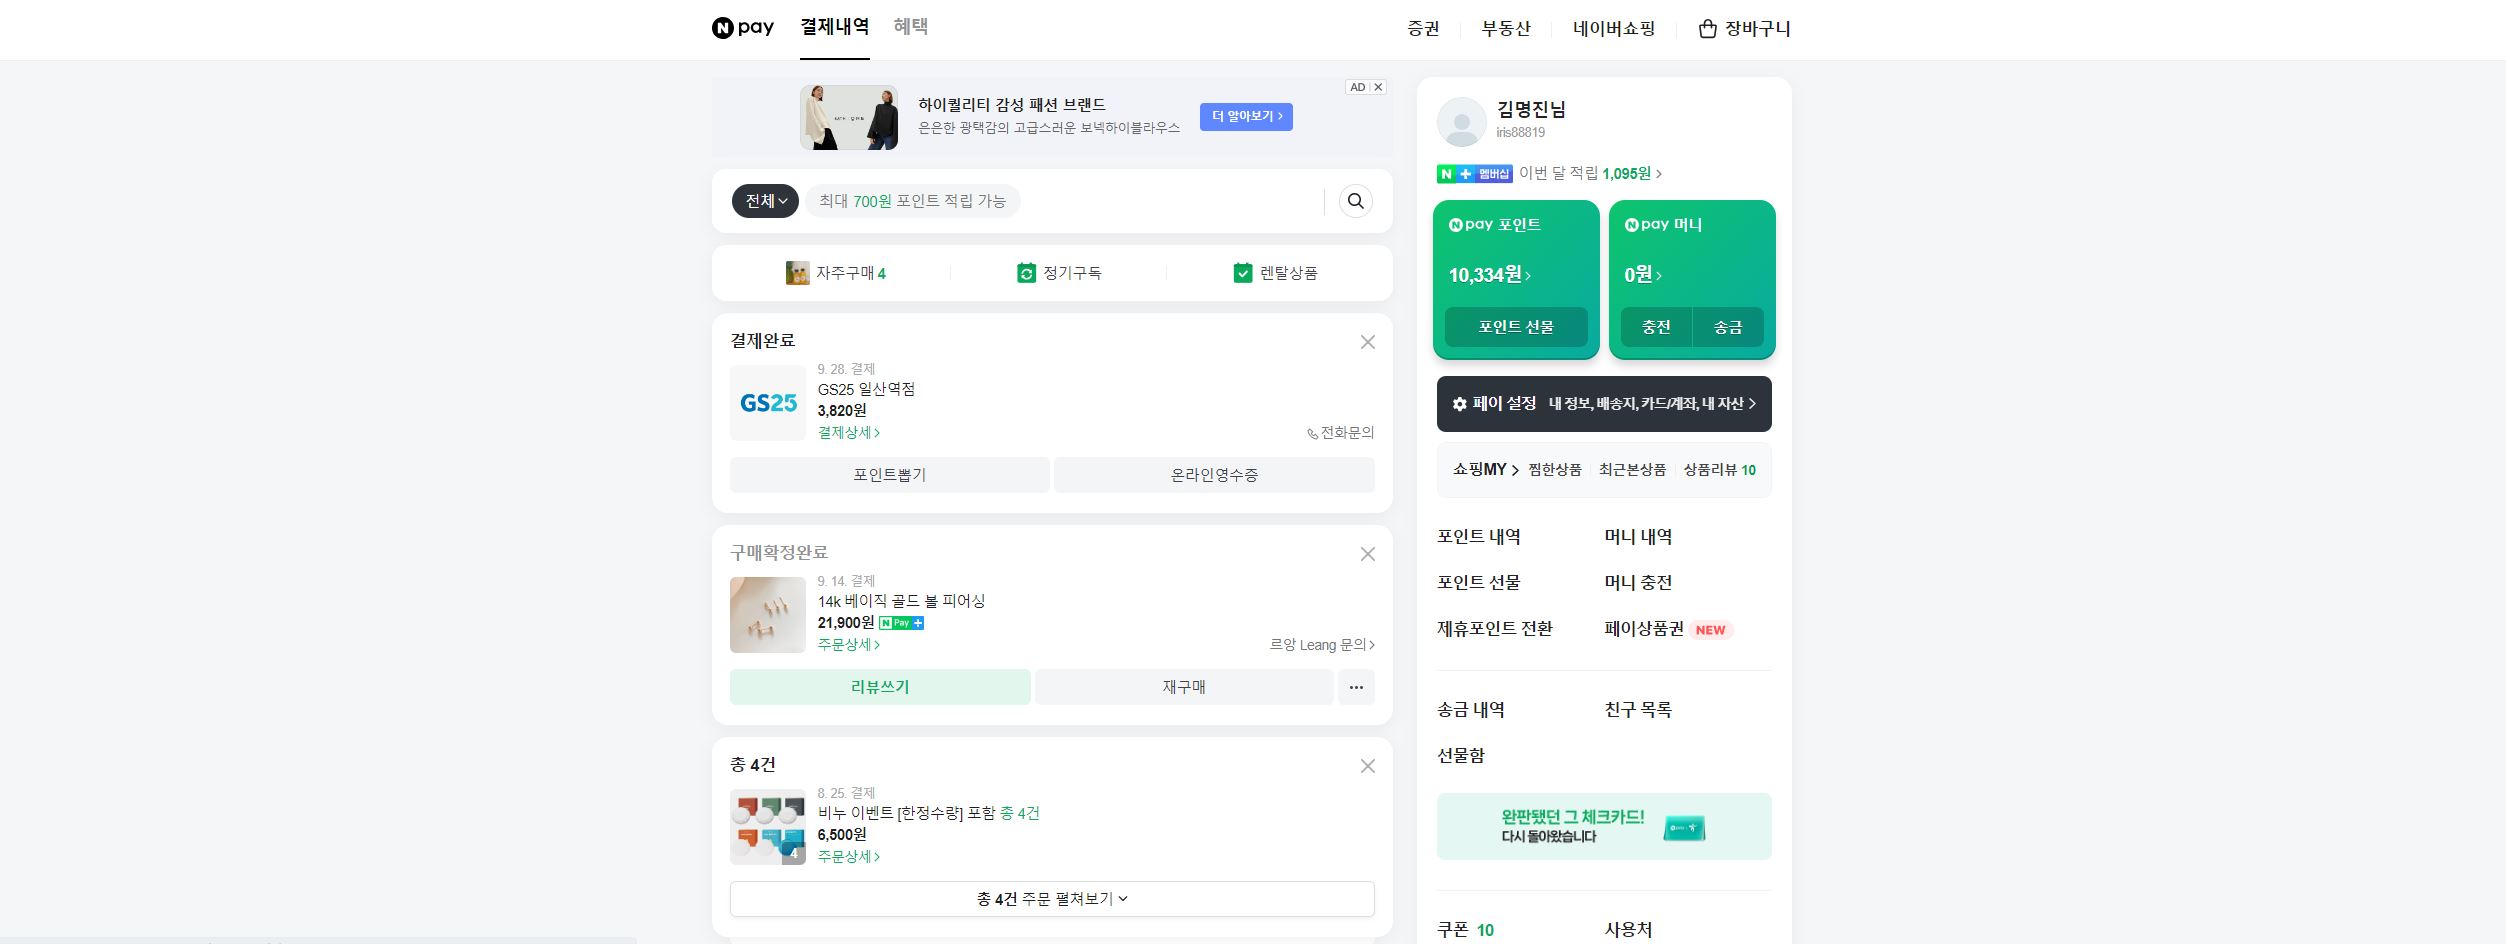 N pay 결제내역 혜택 증권 부동산 네이버쇼핑 장바구니
AD
하이퀄리티 감성 패션 브랜드
은은한 광택감의 고급스러운 보넥하이블라우스
더 알아보기
전체 최대 700원 포인트 적립 가능
자주구매 4 정기구독 렌탈상품
결제완료
GS25
9. 28. 결제
GS25 일산역점
3,820원
결제상세
전화문의
포인트뽑기 온라인영수증
구매확정완료
9. 14. 결제
14k 베이직 골드 볼 피어싱
21,900원 N Pay +
주문상세
르앙 Leang 문의
리뷰쓰기 재구매 ···
총 4건
8. 25. 결제
비누 이벤트 [한정수량] 포함 총 4건
6,500원
주문상세
4
총 4건 주문 펼쳐보기
김명진님
iris88819
N + 멤버십 이번 달 적립 1,095원
N pay 포인트
10,334원
포인트 선물
N pay 머니
0원
충전 송금
페이 설정 내 정보, 배송지, 카드/계좌, 내 자산
쇼핑MY 찜한상품 최근본상품 상품리뷰 10
포인트 내역 머니 내역
포인트 선물 머니 충전
제휴포인트 전환 페이상품권 NEW
송금 내역 친구 목록
선물함
완판됐던 그 체크카드!
다시 돌아왔습니다
쿠폰 10 사용처